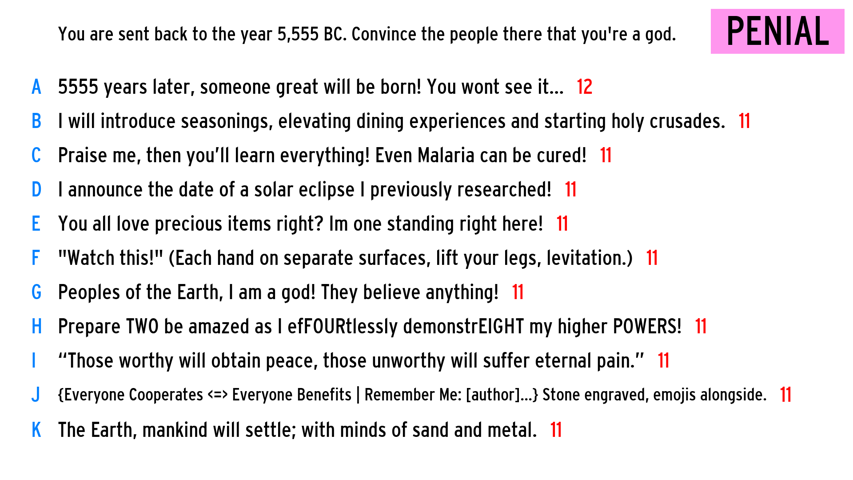 You are sent back to the year 5,555 BC. Convince the people there that you're a god.
PENIAL
A 5555 years later, someone great will be born! You wont see it... 12
B I will introduce seasonings, elevating dining experiences and starting holy crusades. 11
C Praise me, then you'll learn everything! Even Malaria can be cured! 11
D I announce the date of a solar eclipse I previously researched! 11
E You all love precious items right? Im one standing right here! 11
F "Watch this!" (Each hand on separate surfaces, lift your legs, levitation.) 11
G Peoples of the Earth, I am a god! They believe anything! 11
H Prepare TWO be amazed as I efFOURtlessly demonstrEIGHT my higher POWERS! 11
I “Those worthy will obtain peace, those unworthy will suffer eternal pain.” 11
J {Everyone Cooperates <=> Everyone Benefits | Remember Me: [author]...} Stone engraved, emojis alongside. 11
K The Earth, mankind will settle; with minds of sand and metal. 11